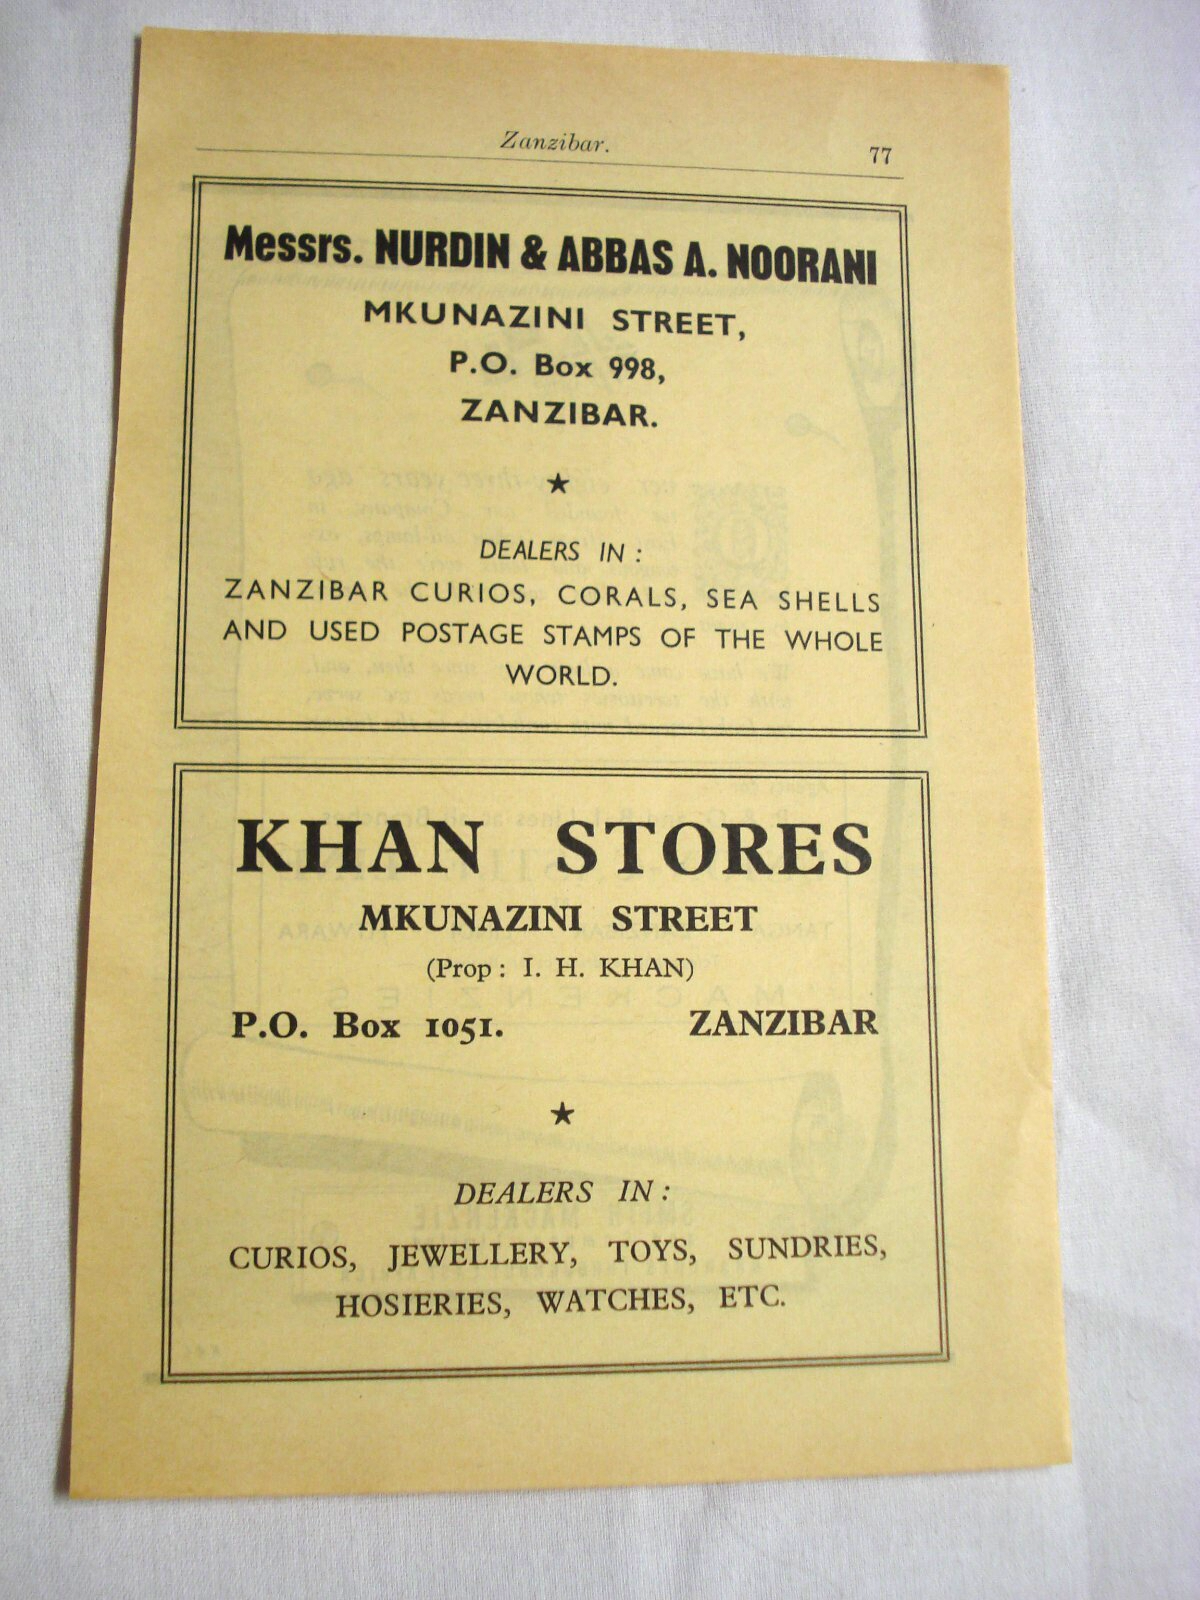 Zanzibar.
77
Messrs. NURDIN & ABBAS A. NOORANI
MKUNAZINI STREET,
P.O. Box 998,
ZANZIBAR.
★
DEALERS IN :
ZANZIBAR CURIOS, CORALS, SEA SHELLS
AND USED POSTAGE STAMPS OF THE WHOLE
WORLD.
KHAN STORES
MKUNAZINI STREET
(Prop : I. H. KHAN)
P.O. Box 1051. ZANZIBAR
★
DEALERS IN :
CURIOS, JEWELLERY, TOYS, SUNDRIES,
HOSIERIES, WATCHES, ETC.